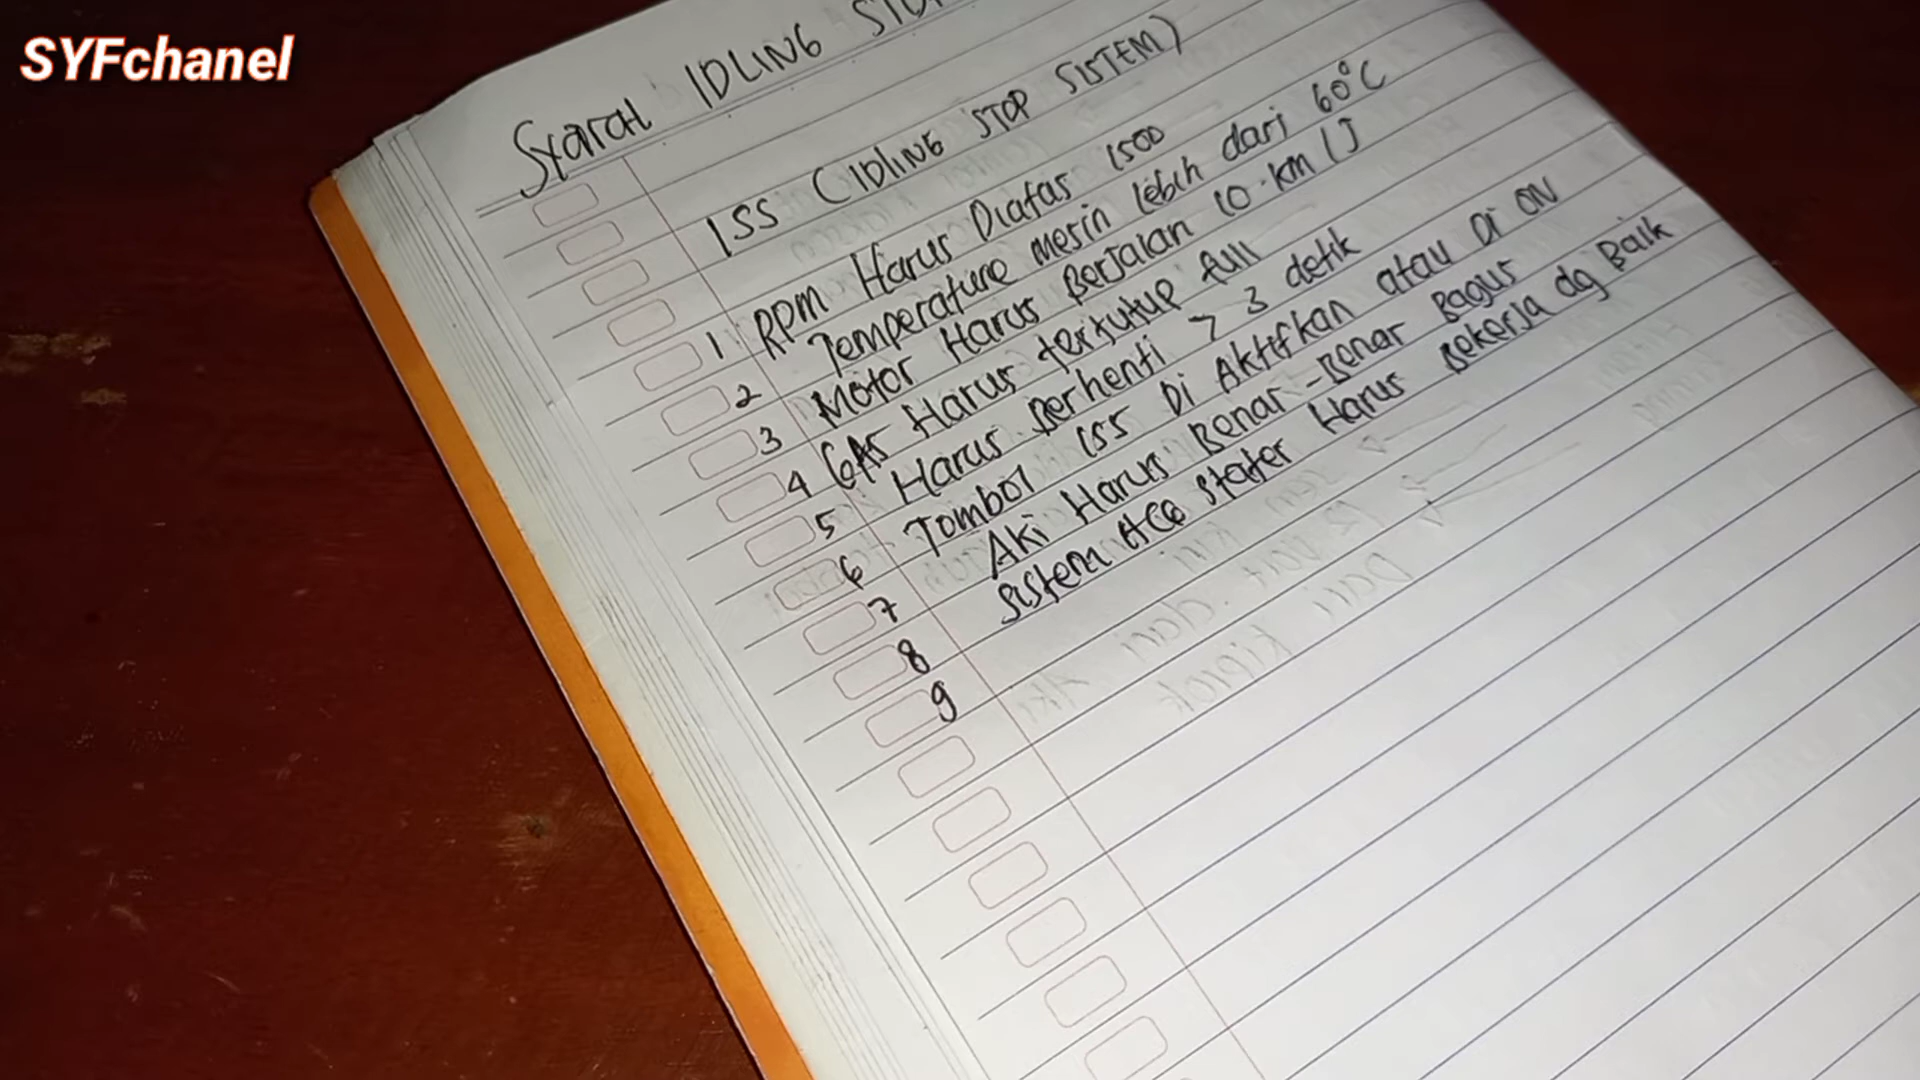 SYFchanel
Syarat IDLING STOP
ISS (IDLING STOP SISTEM)
1 RPM Harus Diatas 1500
2 Temperature mesin lebih dari 60°C
3 Motor Harus Berjalan 10 KM / J
4 GAS Harus tertutup full
5 Harus Berhenti > 3 detik
6 Tombol ISS Di Aktifkan atau Di ON
7 Aki Harus Benar-Benar Bagus
8 Sistem ACG Stater Harus Bekerja dg Baik
9